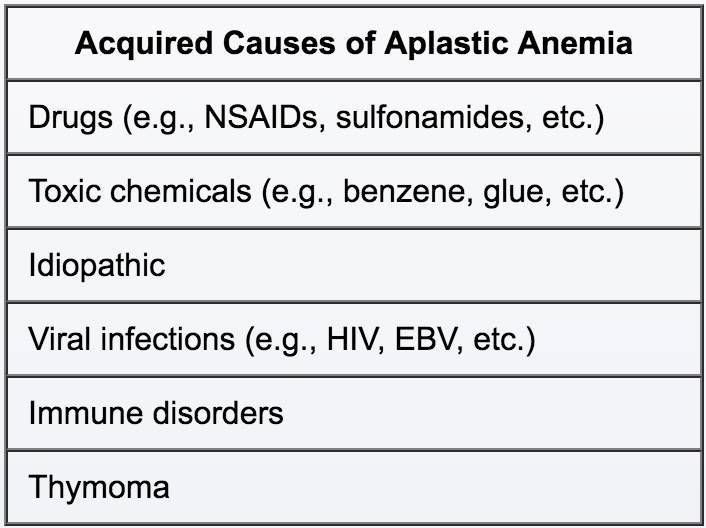 Acquired Causes of Aplastic Anemia
Drugs (e.g., NSAIDs, sulfonamides, etc.)
Toxic chemicals (e.g., benzene, glue, etc.)
Idiopathic
Viral infections (e.g., HIV, EBV, etc.)
Immune disorders
Thymoma